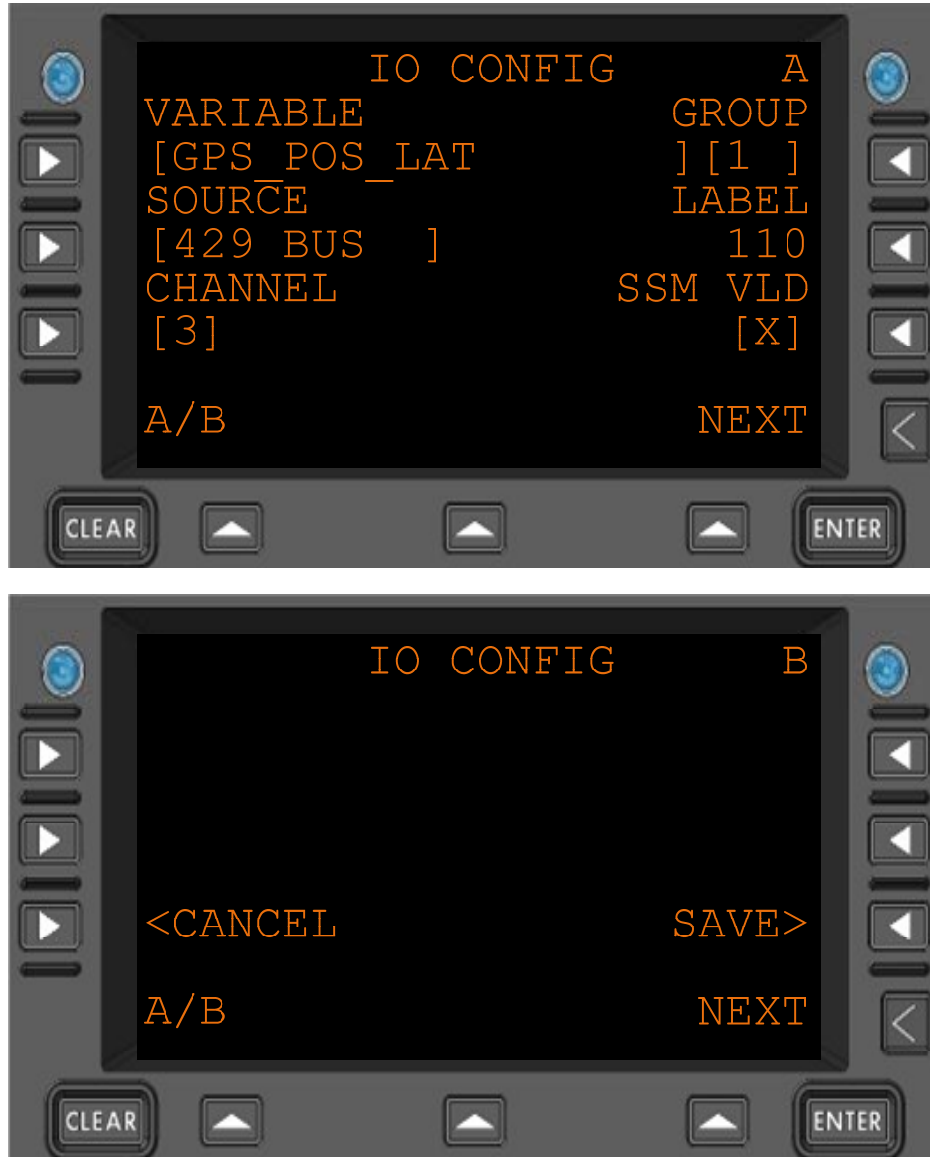 IO CONFIG A
VARIABLE GROUP
[GPS_POS_LAT ][1 ]
SOURCE LABEL
[429 BUS ] 110
CHANNEL SSM VLD
[3] [X]
A/B NEXT
CLEAR ENTER
IO CONFIG B
<CANCEL SAVE>
A/B NEXT
CLEAR ENTER